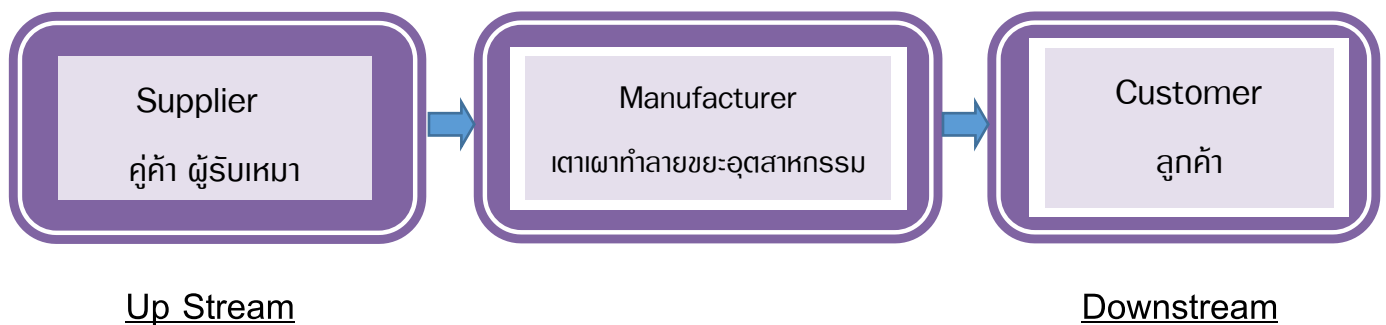 Supplier
คู่ค้า ผู้รับเหมา
Manufacturer
เตาเผาทำลายขยะอุตสาหกรรม
Customer
ลูกค้า
Up Stream
Downstream